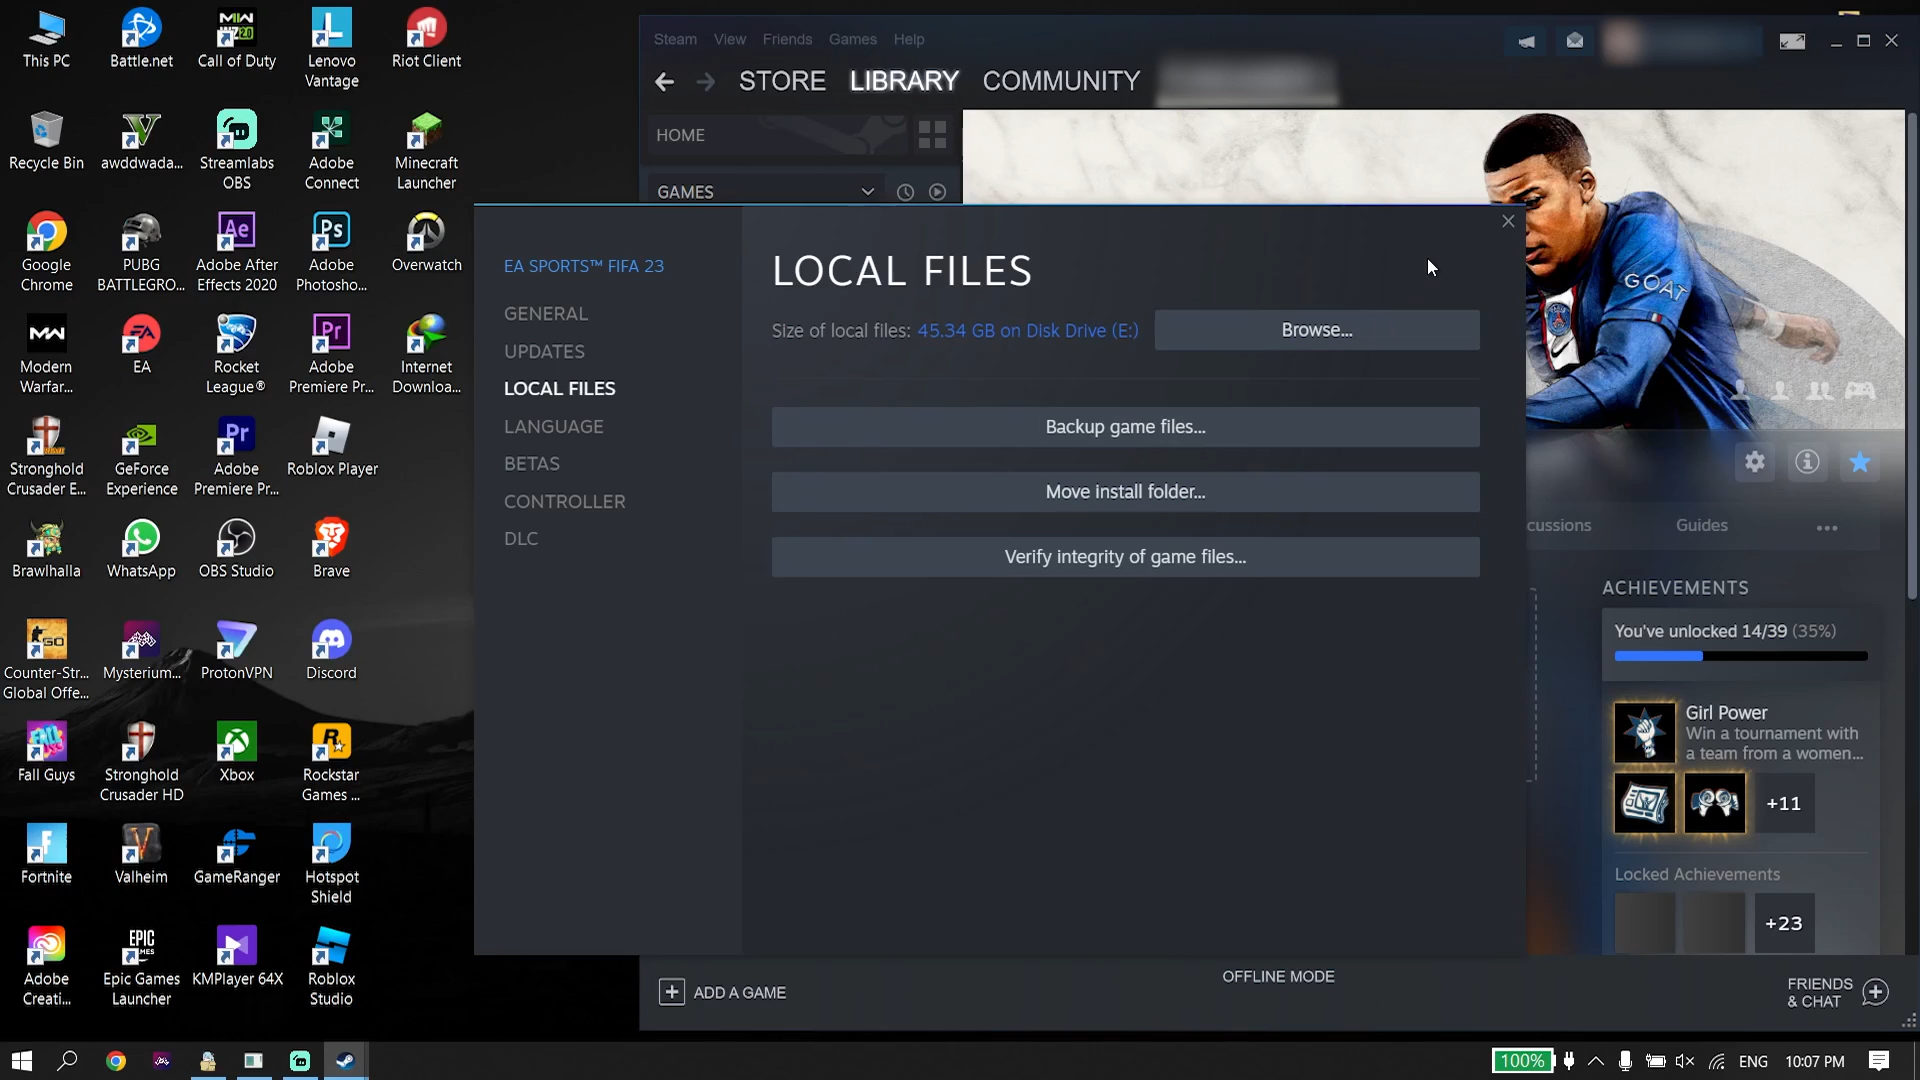 This PC
Battle.net
Call of Duty
Lenovo
Vantage
Riot Client
Recycle Bin
awddwada...
Streamlabs
OBS
Adobe
Connect
Minecraft
Launcher
Google
Chrome
PUBG
BATTLEGRO...
Adobe After
Effects 2020
Adobe
Photosho...
Overwatch
Modern
Warfar...
EA
Rocket
League®
Adobe
Premiere Pr...
Internet
Downloa...
Stronghold
Crusader E...
GeForce
Experience
Adobe
Premiere Pr...
Roblox Player
Brawlhalla
WhatsApp
OBS Studio
Brave
Counter-Str...
Global Offe...
Mysterium...
ProtonVPN
Discord
Fall Guys
Stronghold
Crusader HD
Xbox
Rockstar
Games ...
Fortnite
Valheim
GameRanger
Hotspot
Shield
Adobe
Creati...
Epic Games
Launcher
KMPlayer 64X
Roblox
Studio
Steam View Friends Games Help
STORE LIBRARY COMMUNITY
HOME
GAMES
EA SPORTS™ FIFA 23
GENERAL
UPDATES
LOCAL FILES
LANGUAGE
BETAS
CONTROLLER
DLC
LOCAL FILES
Size of local files: 45.34 GB on Disk Drive (E:)
Browse...
Backup game files...
Move install folder...
Verify integrity of game files...
GOAT
cussions
Guides
ACHIEVEMENTS
You've unlocked 14/39 (35%)
Girl Power
Win a tournament with
a team from a women...
+11
Locked Achievements
+23
ADD A GAME
OFFLINE MODE
FRIENDS
& CHAT
100%
ENG
10:07 PM